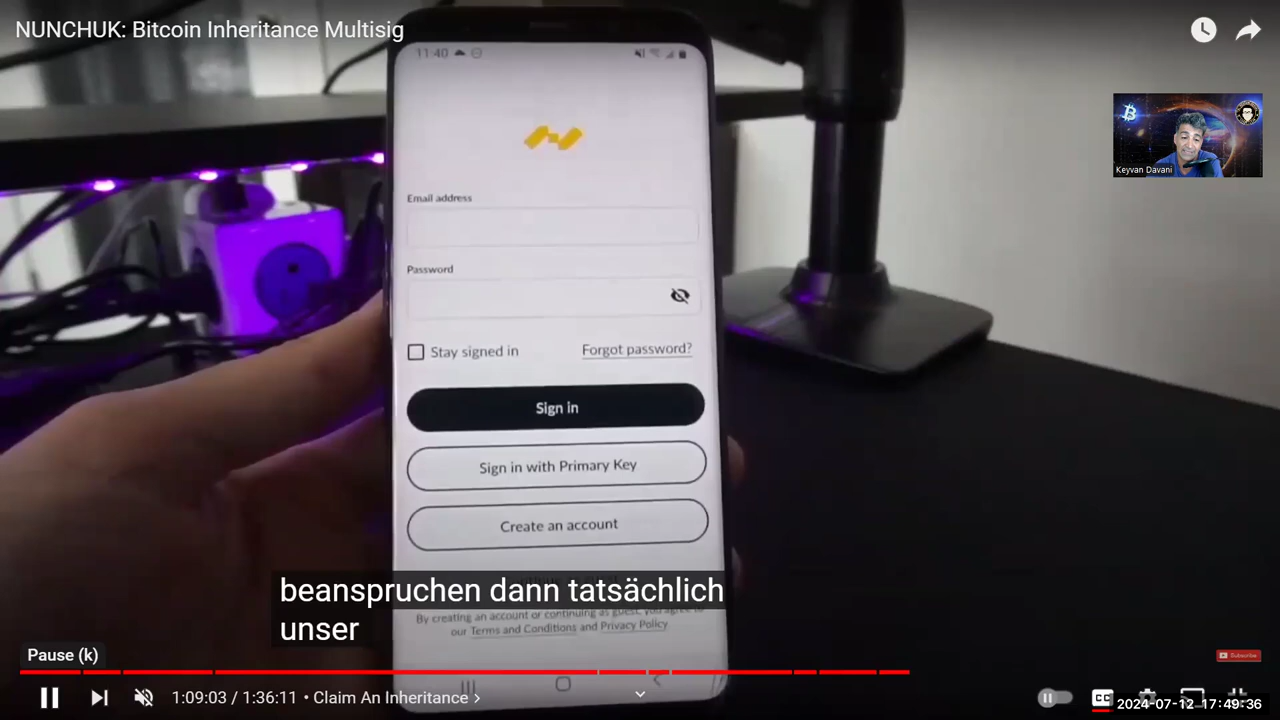 NUNCHUK: Bitcoin Inheritance Multisig
11:40
Keyvan Davani
Email address
Password
Stay signed in
Forgot password?
Sign in
Sign in with Primary Key
Create an account
beanspruchen dann tatsächlich
unser
By creating an account or continuing as guest, you agree to
our Terms and Conditions and Privacy Policy
Pause (k)
Subscribe
1:09:03 / 1:36:11 • Claim An Inheritance
CC
2024-07-12 17:49:36